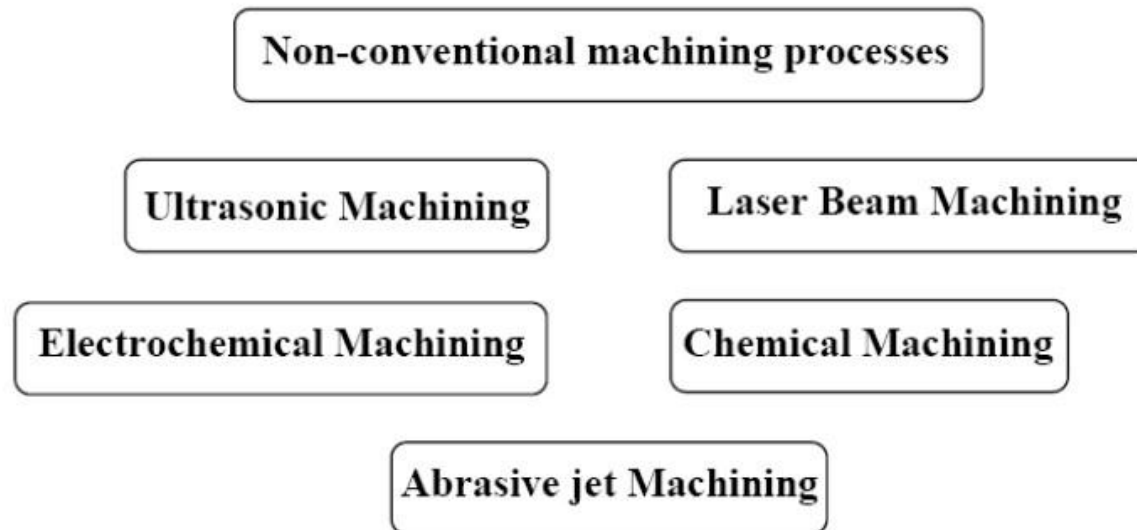 Non-conventional machining processes
Ultrasonic Machining
Laser Beam Machining
Electrochemical Machining
Chemical Machining
Abrasive jet Machining